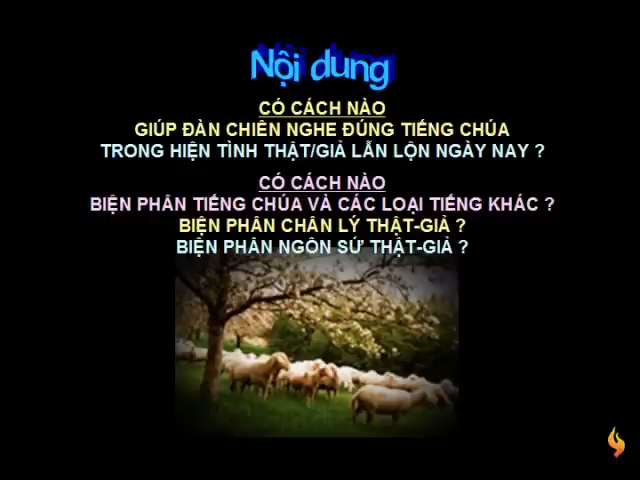 Nội dung
CÓ CÁCH NÀO
GIÚP ĐÀN CHIÊN NGHE ĐÚNG TIẾNG CHÚA
TRONG HIỆN TÌNH THẬT/GIẢ LẪN LỘN NGÀY NAY ?
CÓ CÁCH NÀO
BIỆN PHÂN TIẾNG CHÚA VÀ CÁC LOẠI TIẾNG KHÁC ?
BIỆN PHÂN CHÂN LÝ THẬT-GIẢ ?
BIỆN PHÂN NGÔN SỨ THẬT-GIẢ ?